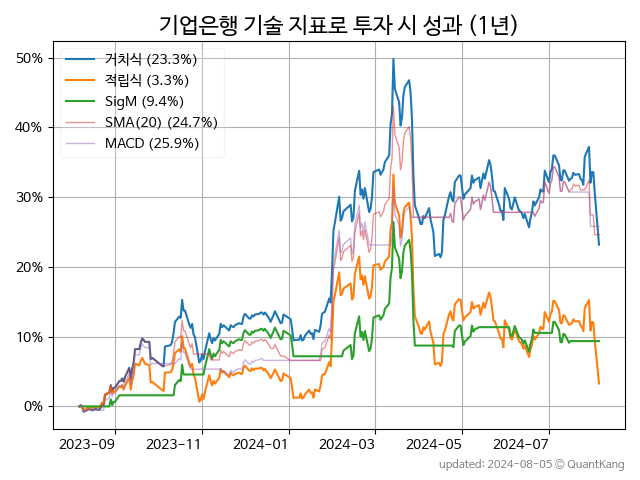 기업은행 기술 지표로 투자 시 성과 (1년)
50%
40%
30%
20%
10%
0%
거치식 (23.3%)
적립식 (3.3%)
SigM (9.4%)
SMA(20) (24.7%)
MACD (25.9%)
2023-09 2023-11 2024-01 2024-03 2024-05 2024-07
updated: 2024-08-05 © QuantKang